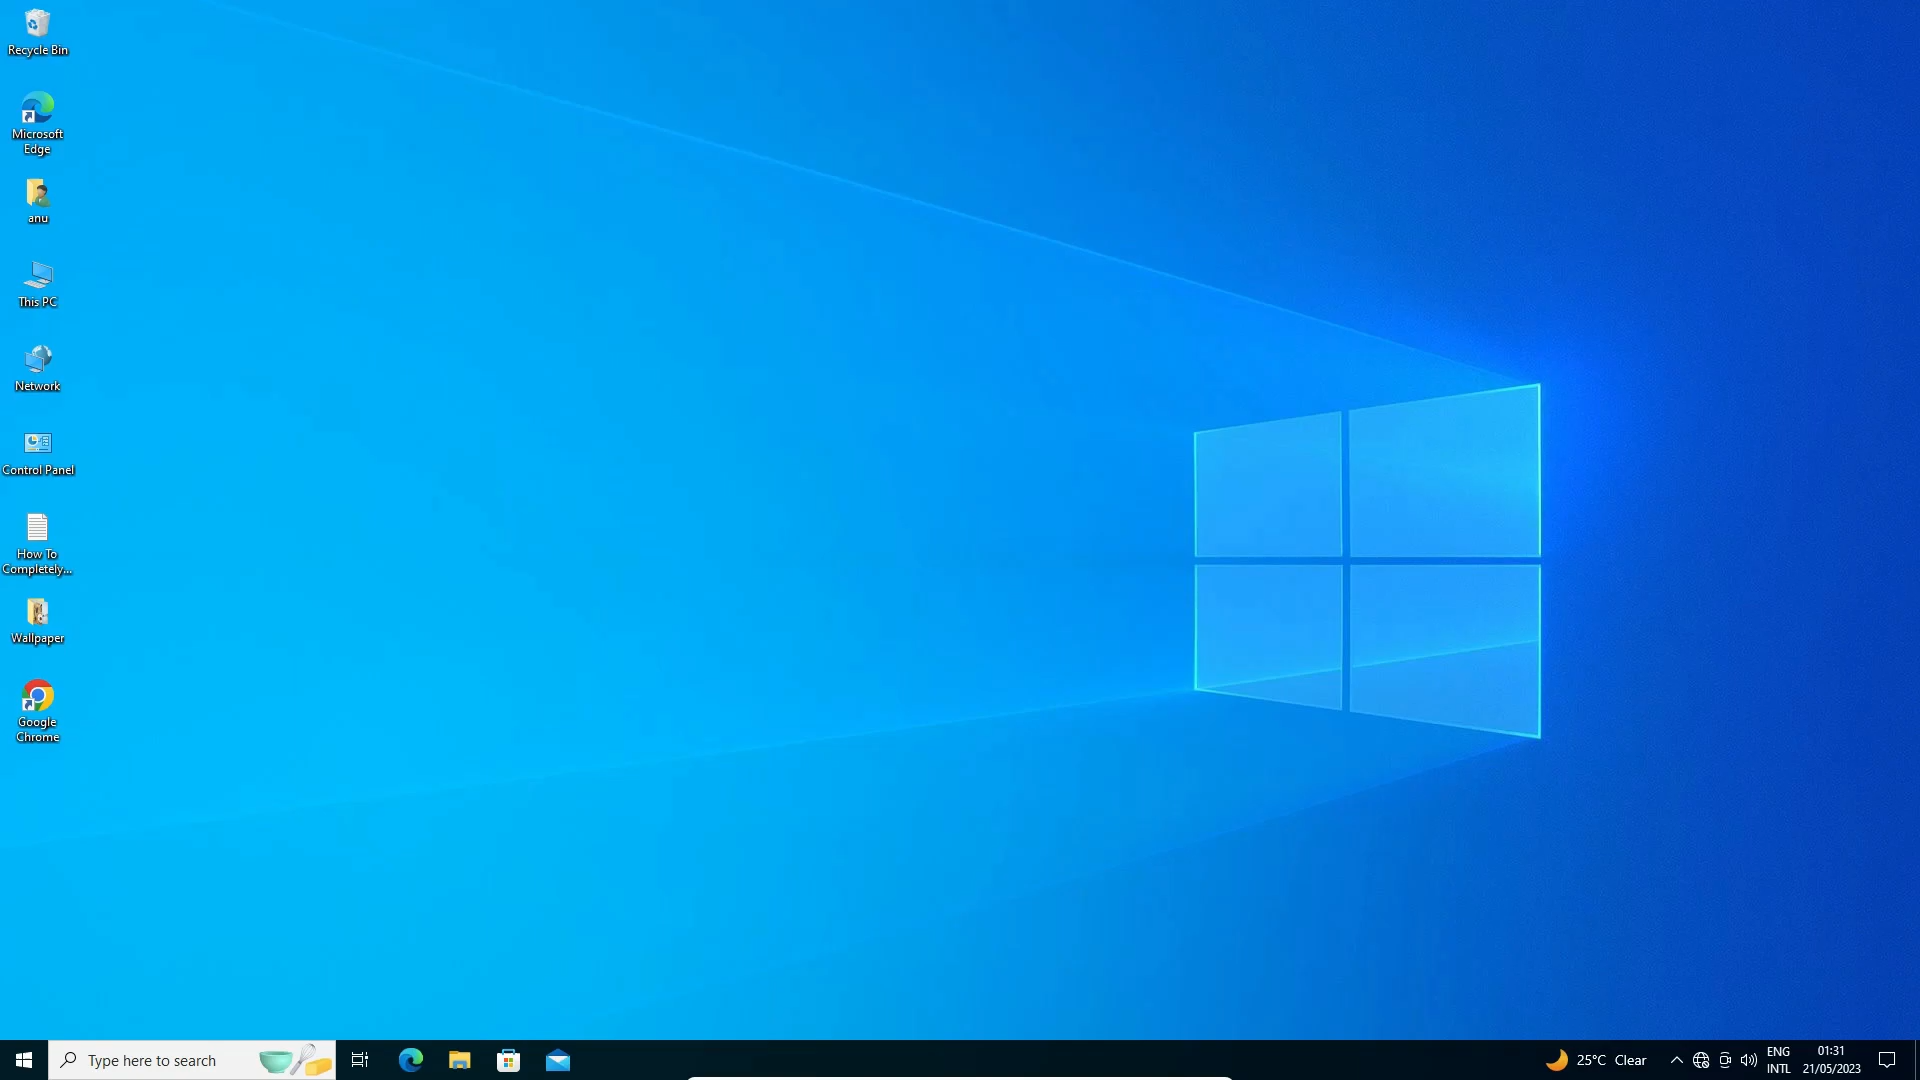 Recycle Bin
Microsoft
Edge
anu
This PC
Network
Control Panel
How To
Completely...
Wallpaper
Google
Chrome
Type here to search
25°C Clear
ENG
INTL
01:31
21/05/2023